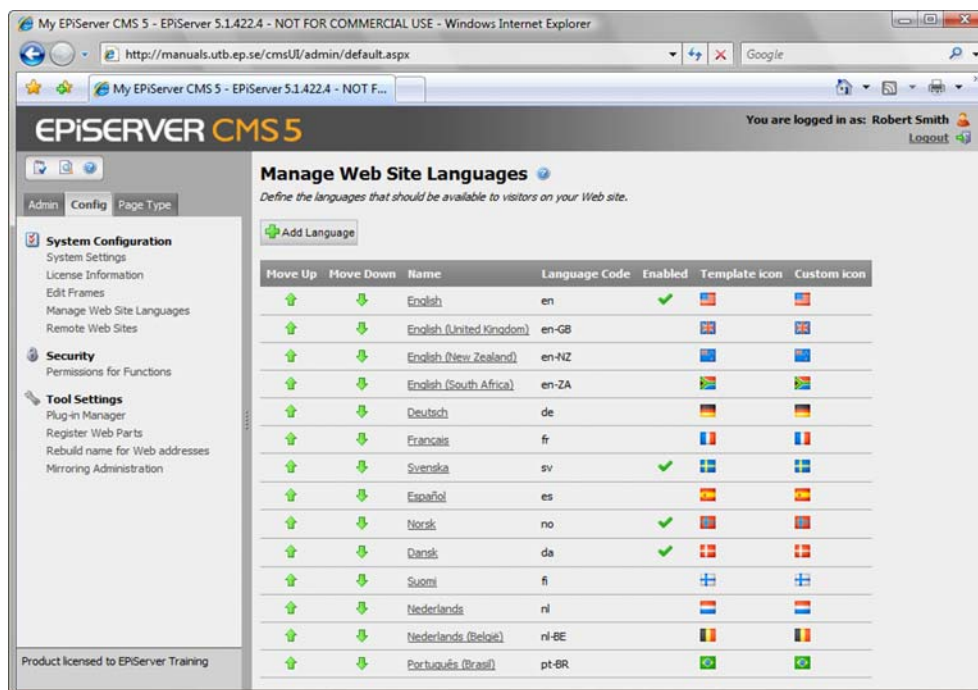 My EPiServer CMS 5 - EPiServer 5.1.422.4 - NOT FOR COMMERCIAL USE - Windows Internet Explorer
http://manuals.utb.ep.se/cmsUI/admin/default.aspx
Google
My EPiServer CMS 5 - EPiServer 5.1.422.4 - NOT F...
EPiSERVER CMS 5
You are logged in as: Robert Smith
Logout
Admin Config Page Type
System Configuration
System Settings
License Information
Edit Frames
Manage Web Site Languages
Remote Web Sites
Security
Permissions for Functions
Tool Settings
Plug-in Manager
Register Web Parts
Rebuild name for Web addresses
Mirroring Administration
Product licensed to EPiServer Training
Manage Web Site Languages
Define the languages that should be available to visitors on your Web site.
Add Language
Move Up Move Down Name Language Code Enabled Template icon Custom icon
English en
English (United Kingdom) en-GB
English (New Zealand) en-NZ
English (South Africa) en-ZA
Deutsch de
Français fr
Svenska sv
Español es
Norsk no
Dansk da
Suomi fi
Nederlands nl
Nederlands (België) nl-BE
Português (Brasil) pt-BR